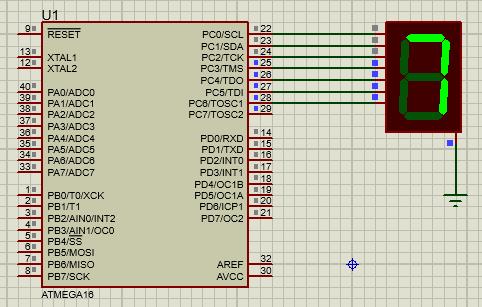 U1
9 RESET
13 XTAL1
12 XTAL2
40 PA0/ADC0
39 PA1/ADC1
38 PA2/ADC2
37 PA3/ADC3
36 PA4/ADC4
35 PA5/ADC5
34 PA6/ADC6
33 PA7/ADC7
1 PB0/T0/XCK
2 PB1/T1
3 PB2/AIN0/INT2
4 PB3/AIN1/OC0
5 PB4/SS
6 PB5/MOSI
7 PB6/MISO
8 PB7/SCK
PC0/SCL 22
PC1/SDA 23
PC2/TCK 24
PC3/TMS 25
PC4/TDO 26
PC5/TDI 27
PC6/TOSC1 28
PC7/TOSC2 29
PD0/RXD 14
PD1/TXD 15
PD2/INT0 16
PD3/INT1 17
PD4/OC1B 18
PD5/OC1A 19
PD6/ICP1 20
PD7/OC2 21
AREF 32
AVCC 30
ATMEGA16
7